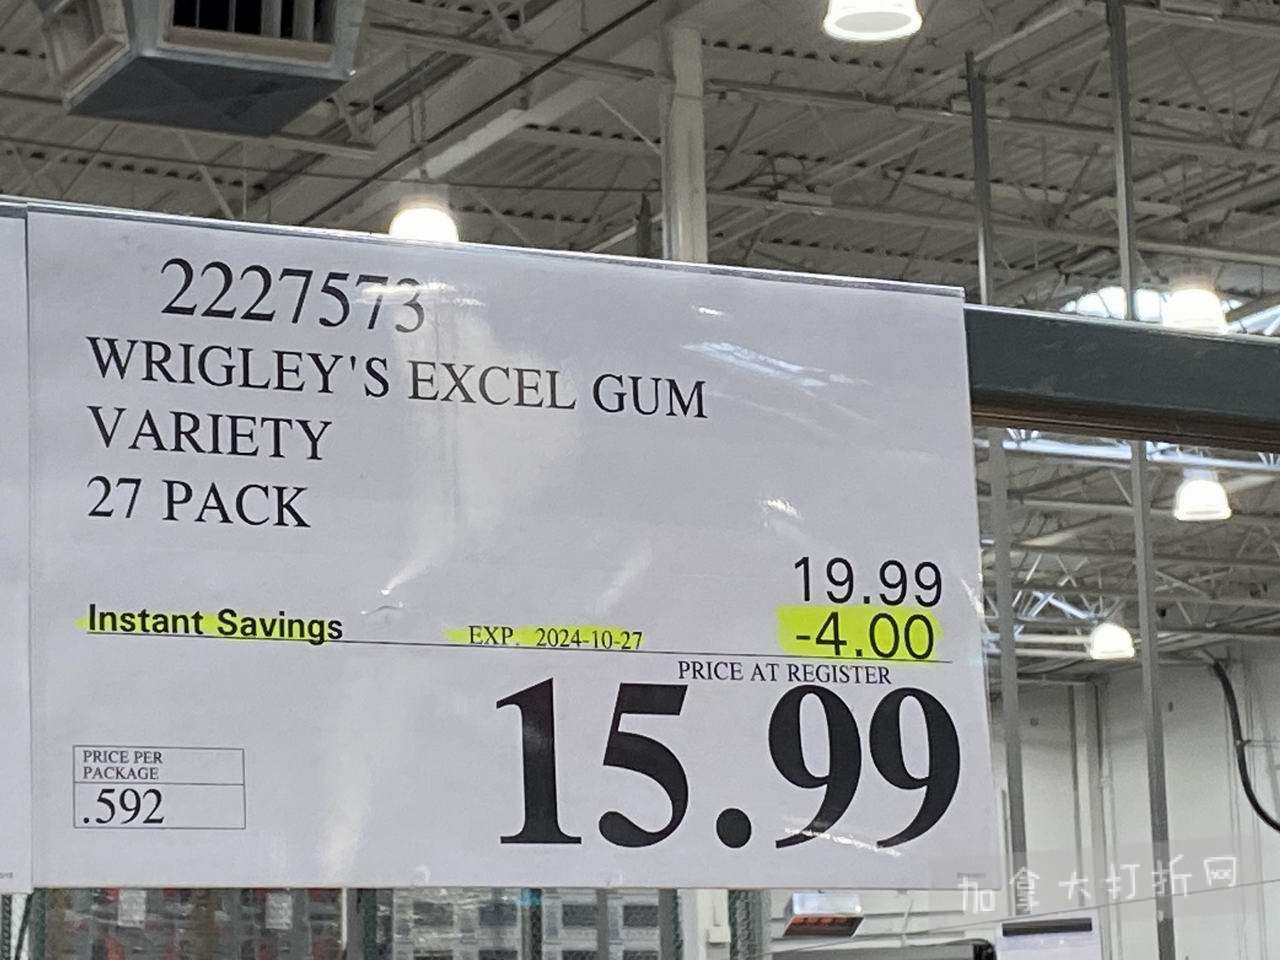 2227573
WRIGLEY'S EXCEL GUM
VARIETY
27 PACK
19.99
Instant Savings EXP. 2024-10-27 -4.00
PRICE AT REGISTER
15.99
PRICE PER
PACKAGE
.592
加拿大打折网